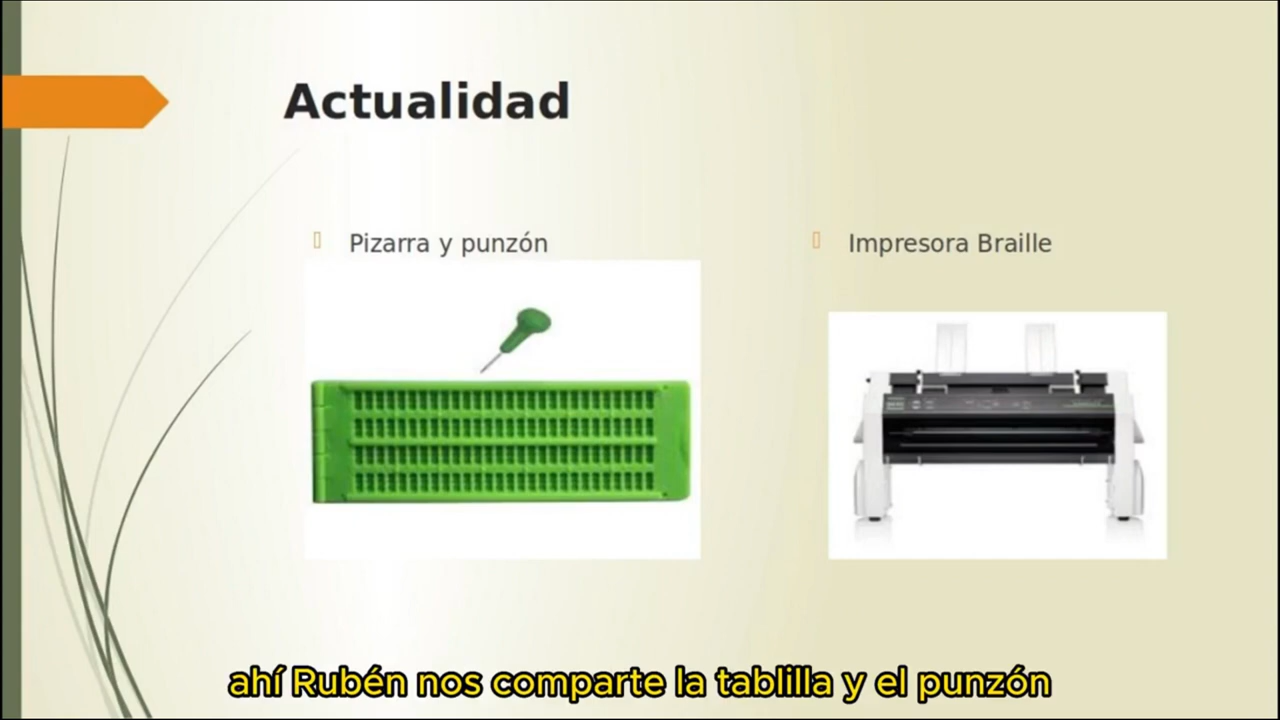 Actualidad
Pizarra y punzón
Impresora Braille
ahí Rubén nos comparte la tablilla y el punzón